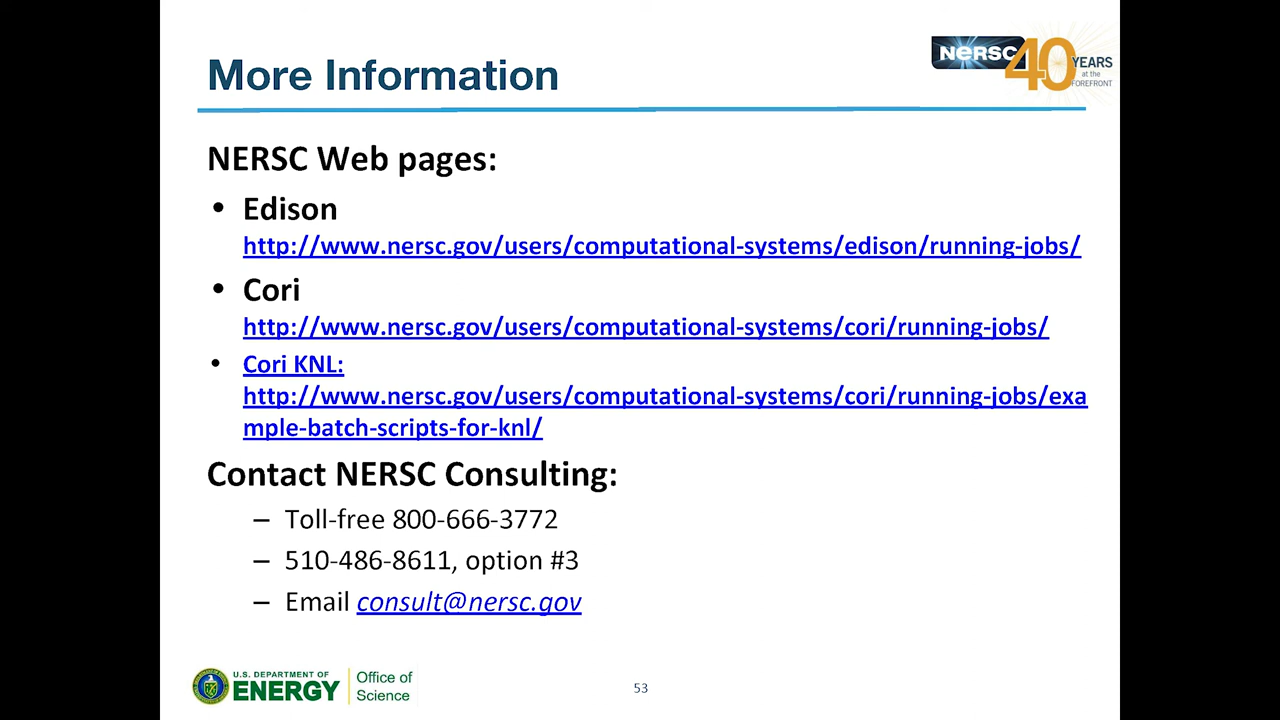 More Information
NERSC 40 YEARS
at the
FOREFRONT
NERSC Web pages:
• Edison
http://www.nersc.gov/users/computational-systems/edison/running-jobs/
• Cori
http://www.nersc.gov/users/computational-systems/cori/running-jobs/
• Cori KNL:
http://www.nersc.gov/users/computational-systems/cori/running-jobs/exa
mple-batch-scripts-for-knl/
Contact NERSC Consulting:
– Toll-free 800-666-3772
– 510-486-8611, option #3
– Email consult@nersc.gov
U.S. DEPARTMENT OF
ENERGY
Office of
Science
53